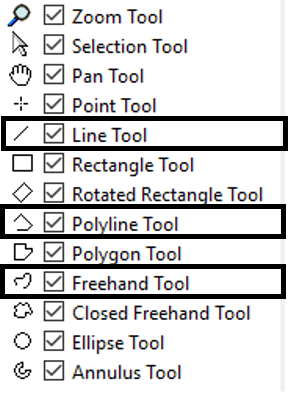 Zoom Tool
Selection Tool
Pan Tool
Point Tool
Line Tool
Rectangle Tool
Rotated Rectangle Tool
Polyline Tool
Polygon Tool
Freehand Tool
Closed Freehand Tool
Ellipse Tool
Annulus Tool